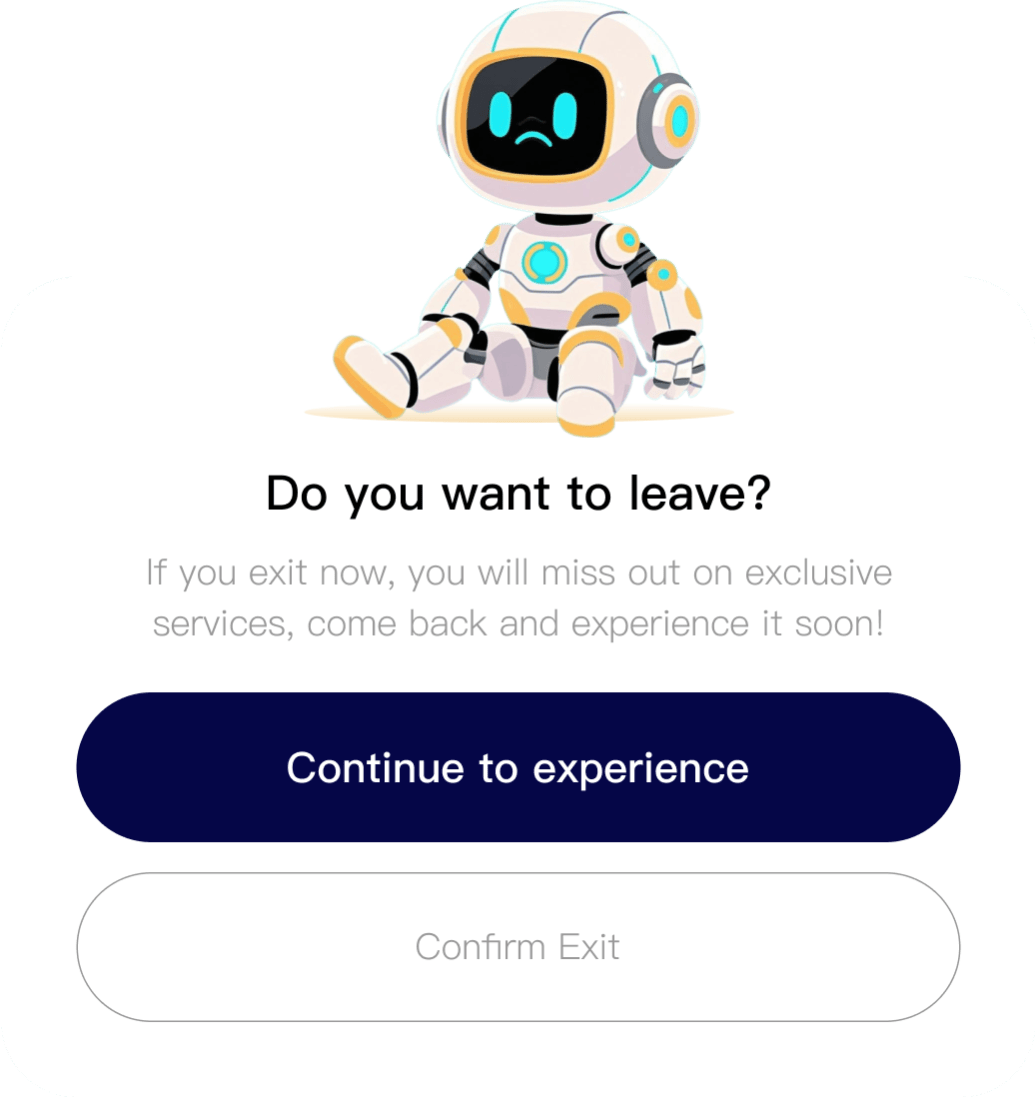 Do you want to leave?
If you exit now, you will miss out on exclusive
services, come back and experience it soon!
Continue to experience
Confirm Exit